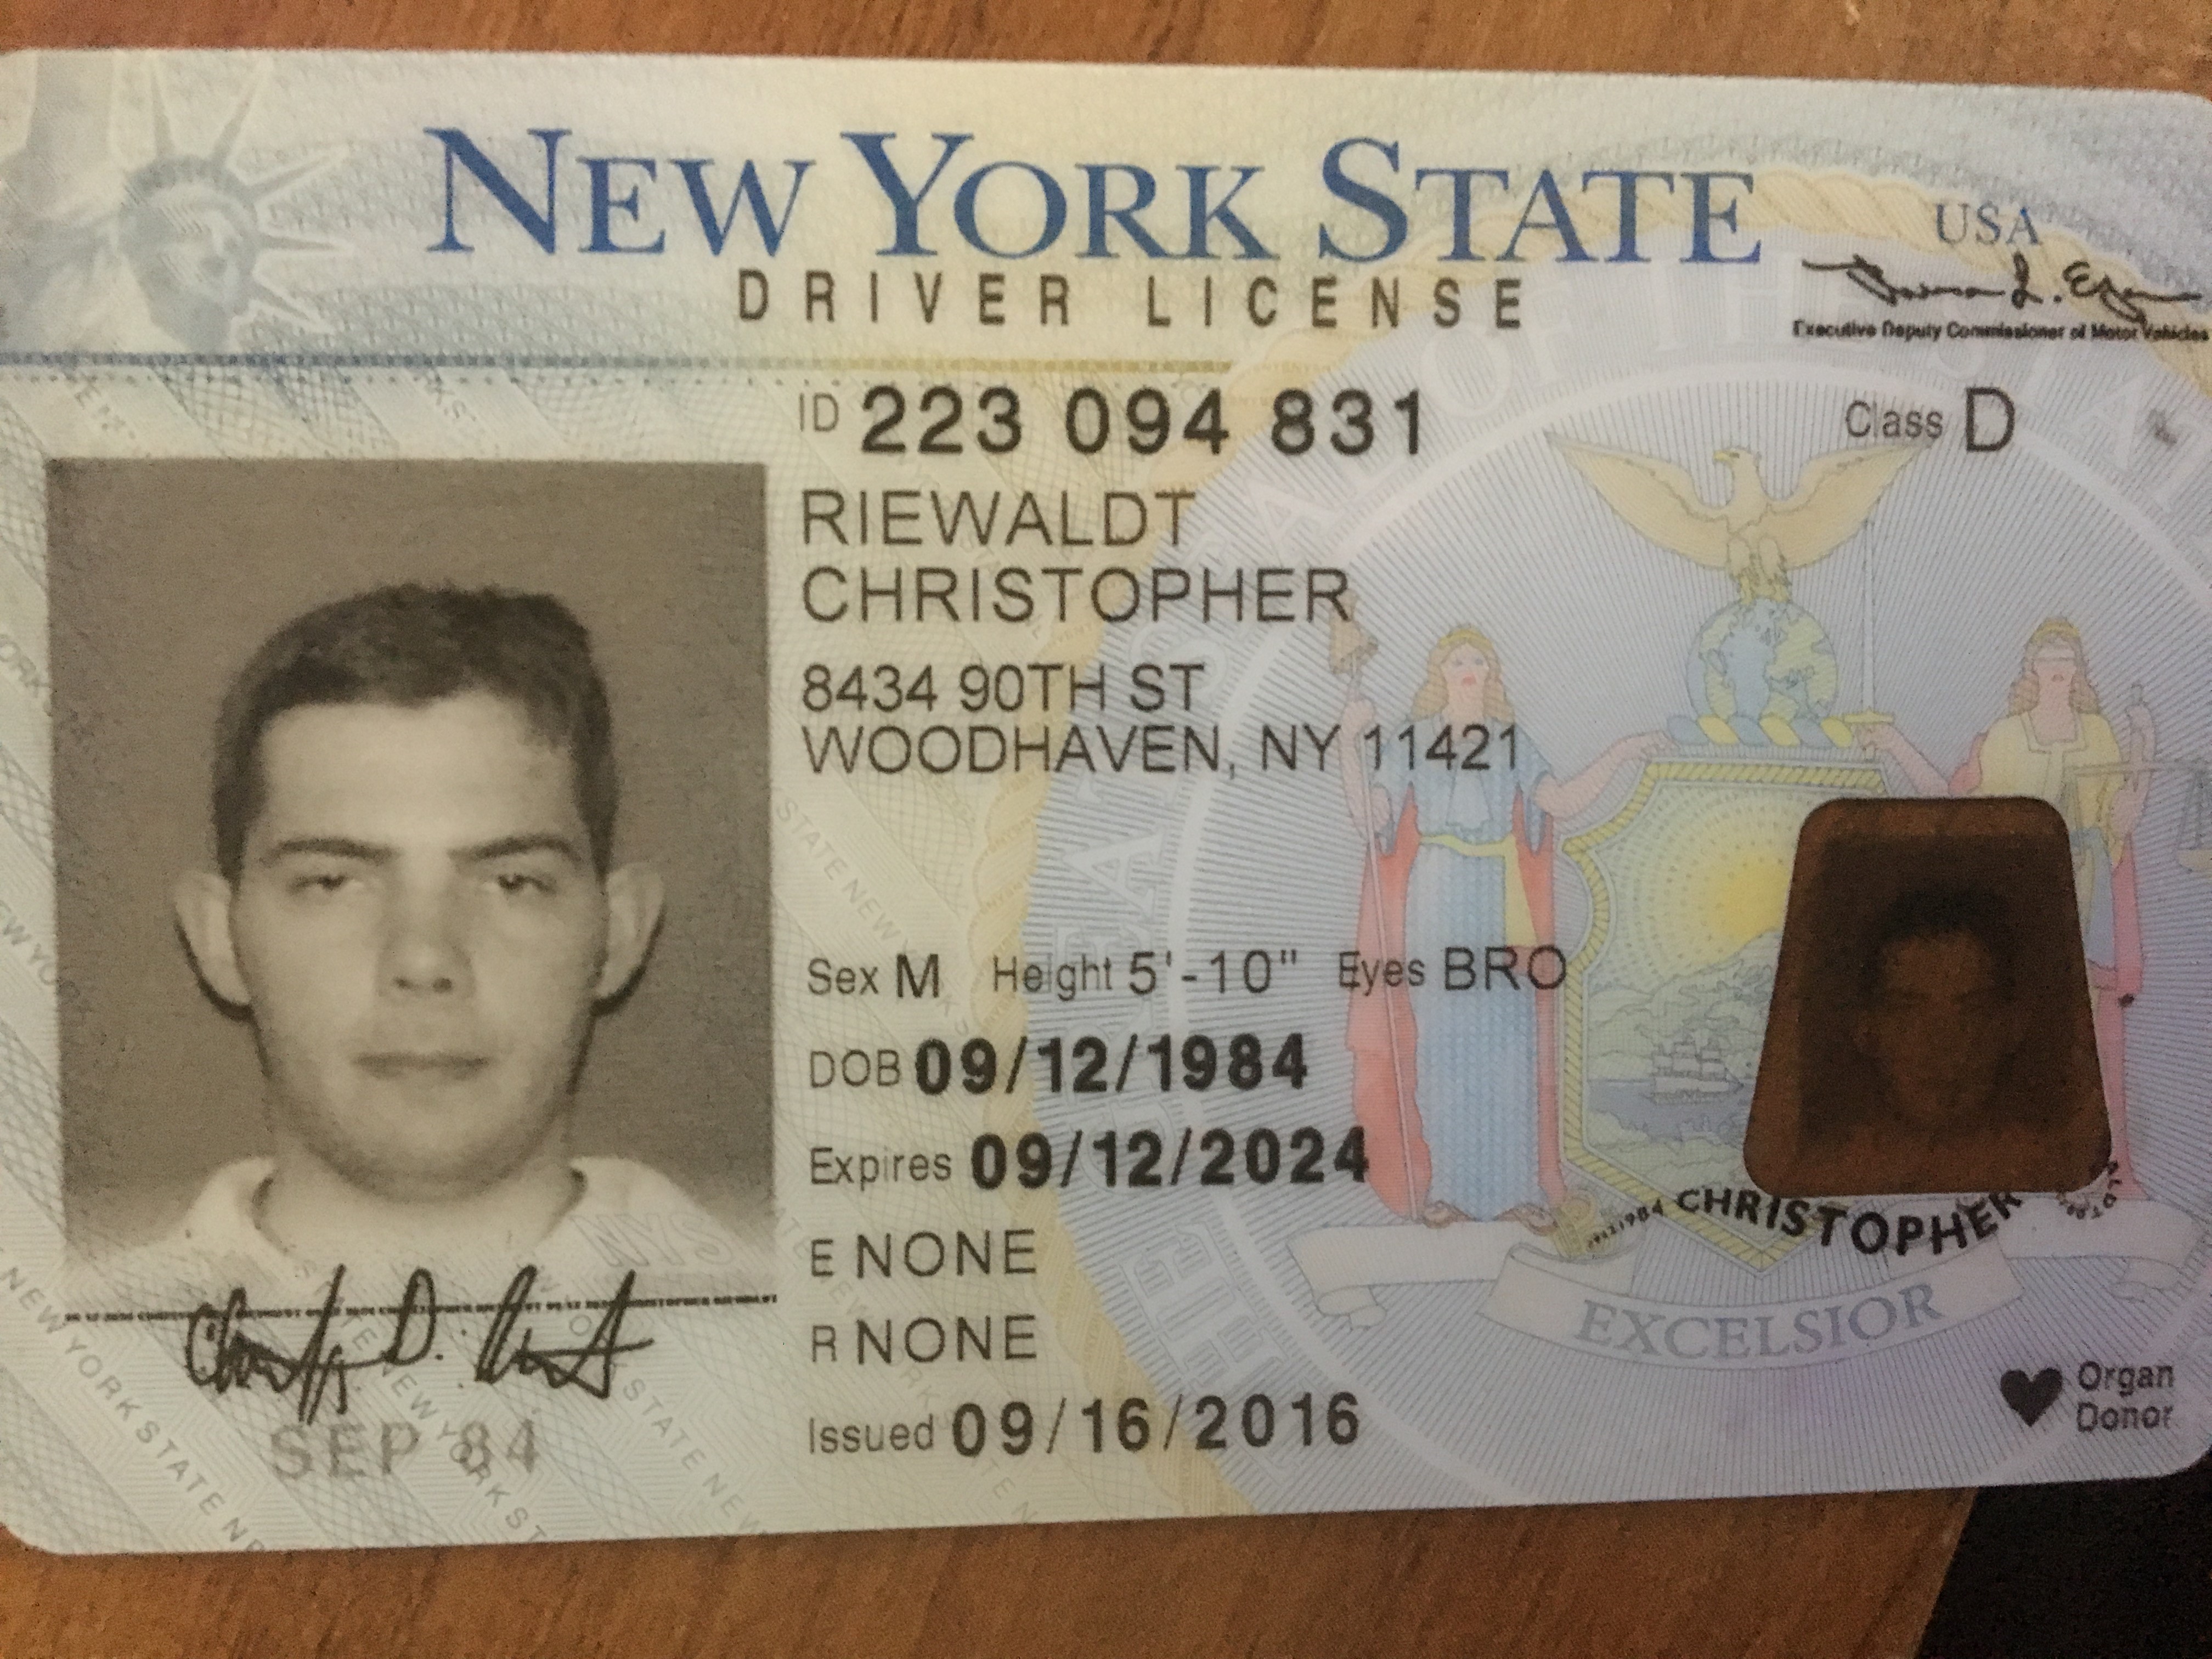 NEW YORK STATE
USA
DRIVER LICENSE
Executive Deputy Commissioner of Motor Vehicles
ID 223 094 831
Class D
RIEWALDT
CHRISTOPHER
8434 90TH ST
WOODHAVEN, NY 11421
Sex M Height 5'-10" Eyes BRO
DOB 09/12/1984
Expires 09/12/2024
E NONE
R NONE
Issued 09/16/2016
CHRISTOPHER
EXCELSIOR
Organ
Donor
NYS
SEP 84